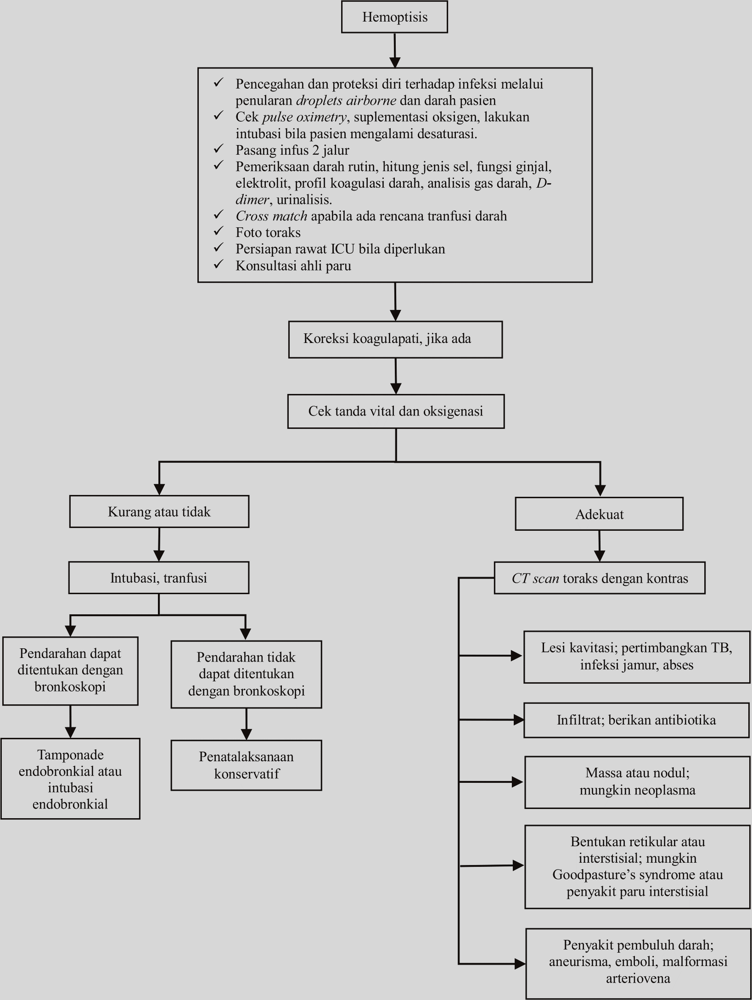 Hemoptisis
✓ Pencegahan dan proteksi diri terhadap infeksi melalui
penularan droplets airborne dan darah pasien
✓ Cek pulse oximetry, suplementasi oksigen, lakukan
intubasi bila pasien mengalami desaturasi.
✓ Pasang infus 2 jalur
✓ Pemeriksaan darah rutin, hitung jenis sel, fungsi ginjal,
elektrolit, profil koagulasi darah, analisis gas darah, D-
dimer, urinalisis.
✓ Cross match apabila ada rencana tranfusi darah
✓ Foto toraks
✓ Persiapan rawat ICU bila diperlukan
✓ Konsultasi ahli paru
Koreksi koagulapati, jika ada
Cek tanda vital dan oksigenasi
Kurang atau tidak
Intubasi, tranfusi
Pendarahan dapat
ditentukan dengan
bronkoskopi
Tamponade
endobronkial atau
intubasi
endobronkial
Pendarahan tidak
dapat ditentukan
dengan bronkoskopi
Penatalaksanaan
konservatif
Adekuat
CT scan toraks dengan kontras
Lesi kavitasi; pertimbangkan TB,
infeksi jamur, abses
Infiltrat; berikan antibiotika
Massa atau nodul;
mungkin neoplasma
Bentukan retikular atau
interstisial; mungkin
Goodpasture’s syndrome atau
penyakit paru interstisial
Penyakit pembuluh darah;
aneurisma, emboli, malformasi
arteriovena